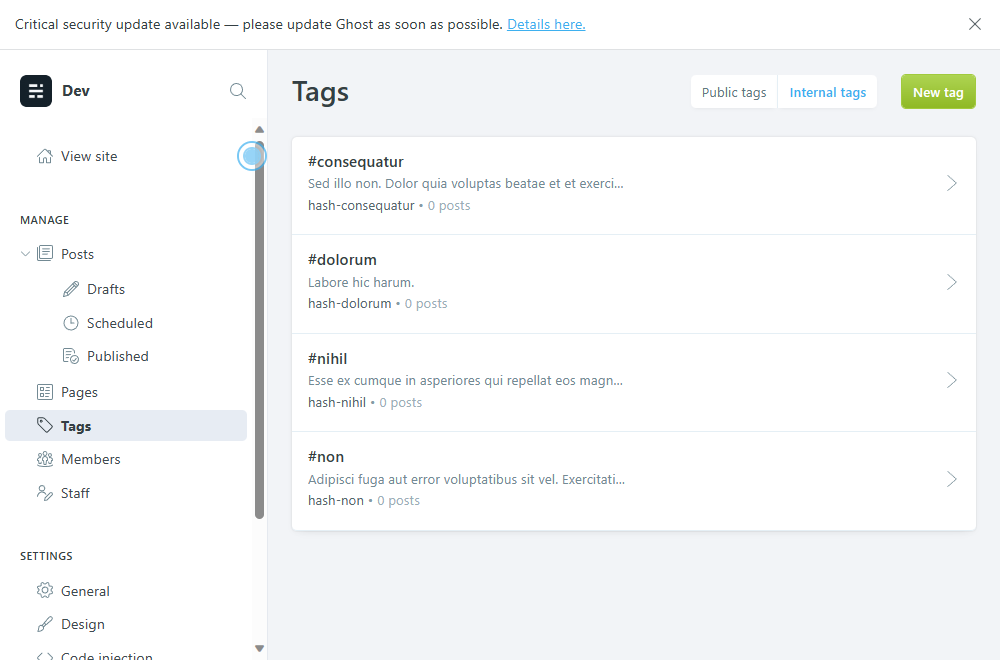 Critical security update available — please update Ghost as soon as possible. Details here.
Dev
View site
MANAGE
Posts
Drafts
Scheduled
Published
Pages
Tags
Members
Staff
SETTINGS
General
Design
Code injection
Tags
Public tags
Internal tags
New tag
#consequatur
Sed illo non. Dolor quia voluptas beatae et et exerci...
hash-consequatur • 0 posts
#dolorum
Labore hic harum.
hash-dolorum • 0 posts
#nihil
Esse ex cumque in asperiores qui repellat eos magn...
hash-nihil • 0 posts
#non
Adipisci fuga aut error voluptatibus sit vel. Exercitati...
hash-non • 0 posts